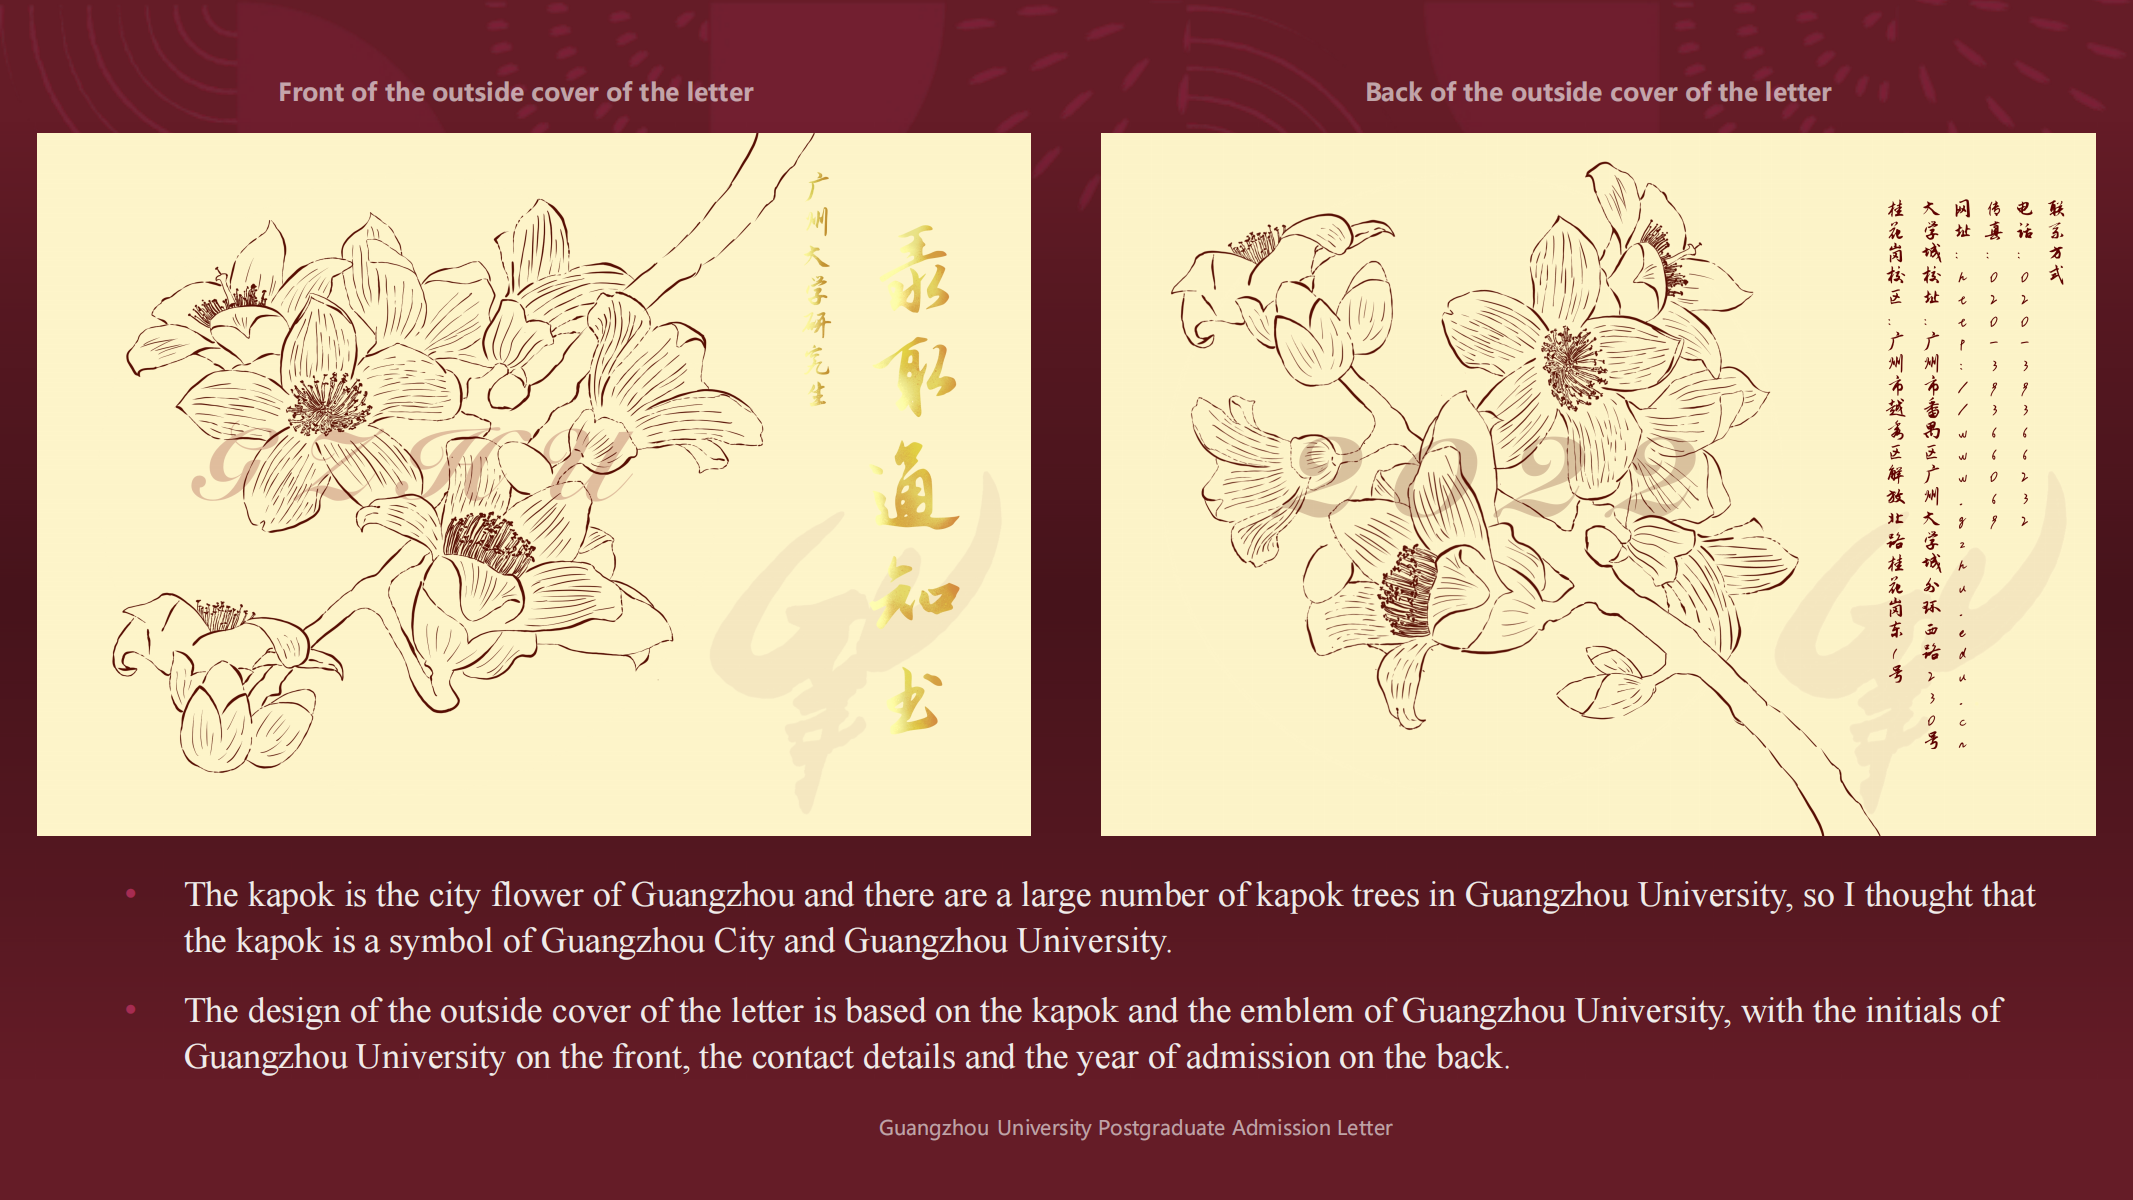 Front of the outside cover of the letter
广州大学研究生
录取通知书
GZHU
Back of the outside cover of the letter
联系方式
电话:020-39366232
传真:020-39366069
网址:http://www.gzhu.edu.cn
大学城校址:广州市番禺区广州大学城外环西路230号
桂花岗校区:广州市越秀区解放北路桂花岗东1号
2022
• The kapok is the city flower of Guangzhou and there are a large number of kapok trees in Guangzhou University, so I thought that
the kapok is a symbol of Guangzhou City and Guangzhou University.
• The design of the outside cover of the letter is based on the kapok and the emblem of Guangzhou University, with the initials of
Guangzhou University on the front, the contact details and the year of admission on the back.
Guangzhou University Postgraduate Admission Letter